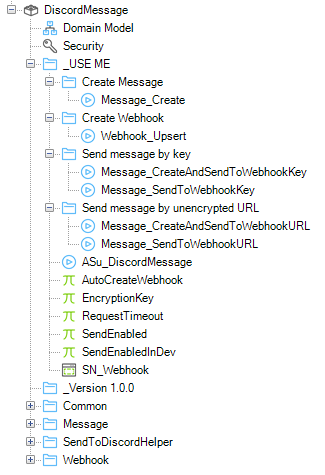 DiscordMessage
Domain Model
Security
_USE ME
Create Message
Message_Create
Create Webhook
Webhook_Upsert
Send message by key
Message_CreateAndSendToWebhookKey
Message_SendToWebhookKey
Send message by unencrypted URL
Message_CreateAndSendToWebhookURL
Message_SendToWebhookURL
ASu_DiscordMessage
AutoCreateWebhook
EncryptionKey
RequestTimeout
SendEnabled
SendEnabledInDev
SN_Webhook
_Version 1.0.0
Common
Message
SendToDiscordHelper
Webhook